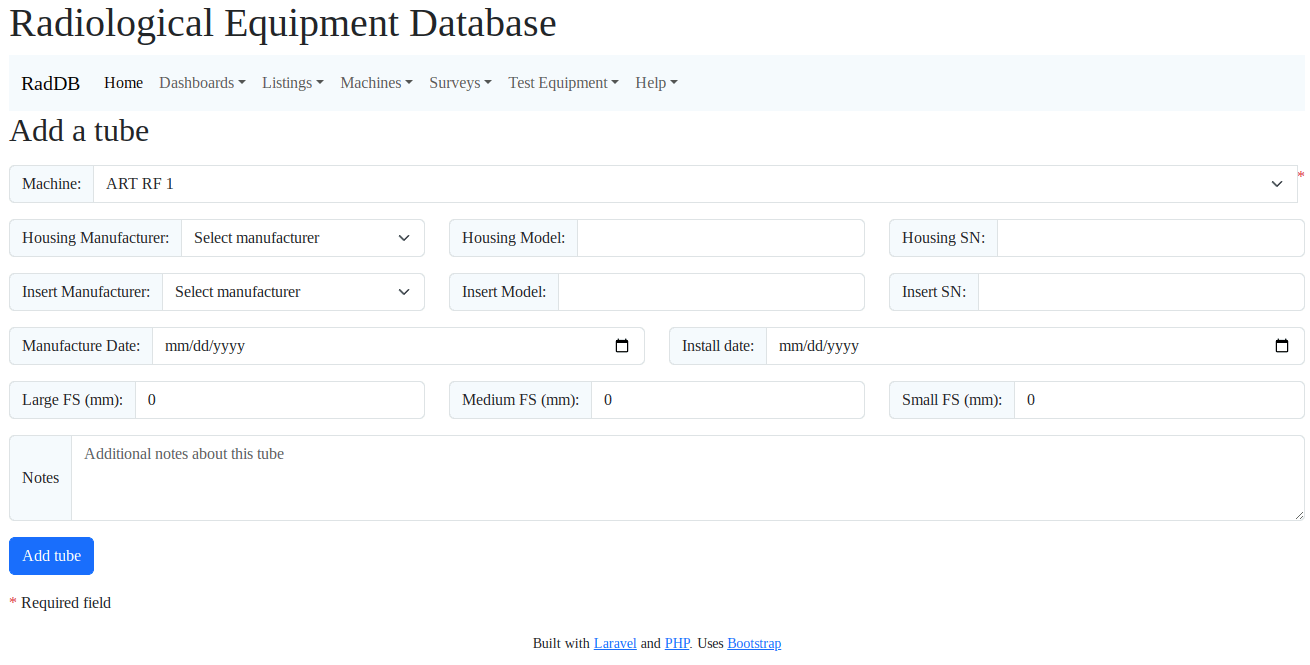 Radiological Equipment Database
RadDB Home Dashboards Listings Machines Surveys Test Equipment Help
Add a tube
Machine: ART RF 1 *
Housing Manufacturer: Select manufacturer Housing Model: Housing SN:
Insert Manufacturer: Select manufacturer Insert Model: Insert SN:
Manufacture Date: mm/dd/yyyy Install date: mm/dd/yyyy
Large FS (mm): 0 Medium FS (mm): 0 Small FS (mm): 0
Notes Additional notes about this tube
Add tube
* Required field
Built with Laravel and PHP. Uses Bootstrap